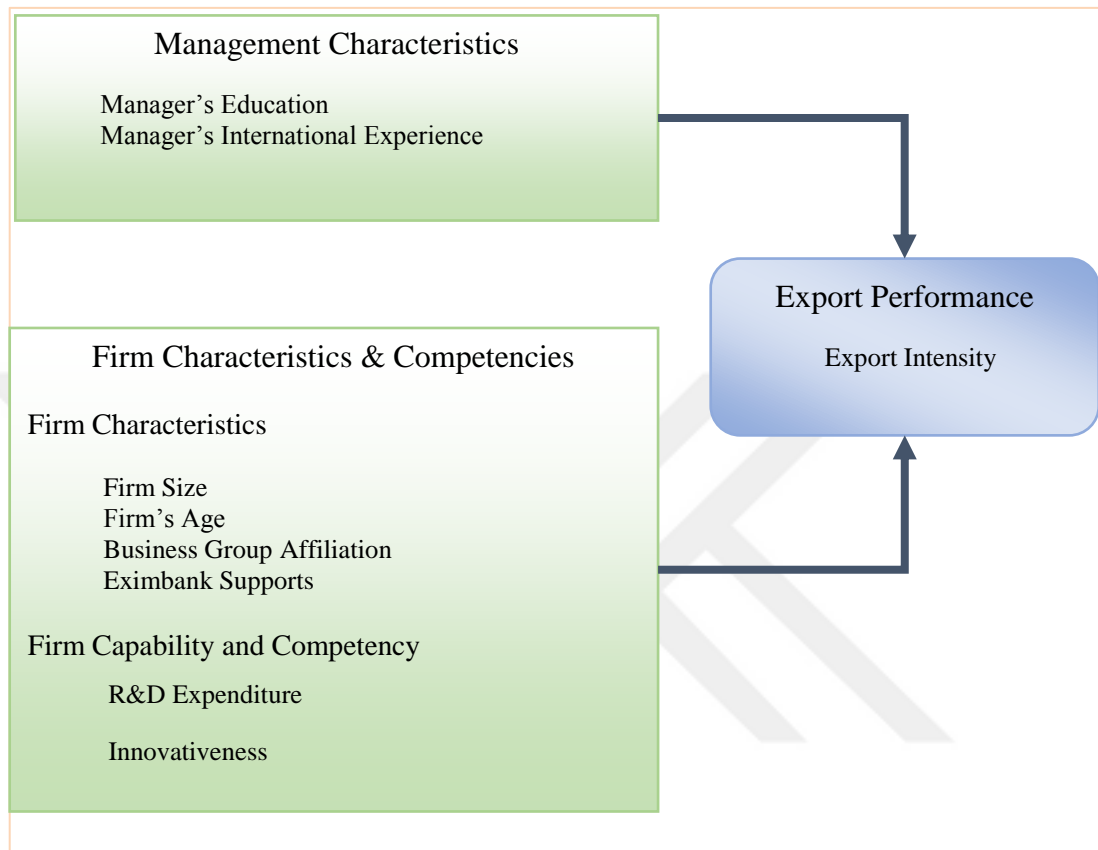 Management Characteristics
Manager’s Education
Manager’s International Experience
Export Performance
Export Intensity
Firm Characteristics & Competencies
Firm Characteristics
Firm Size
Firm’s Age
Business Group Affiliation
Eximbank Supports
Firm Capability and Competency
R&D Expenditure
Innovativeness